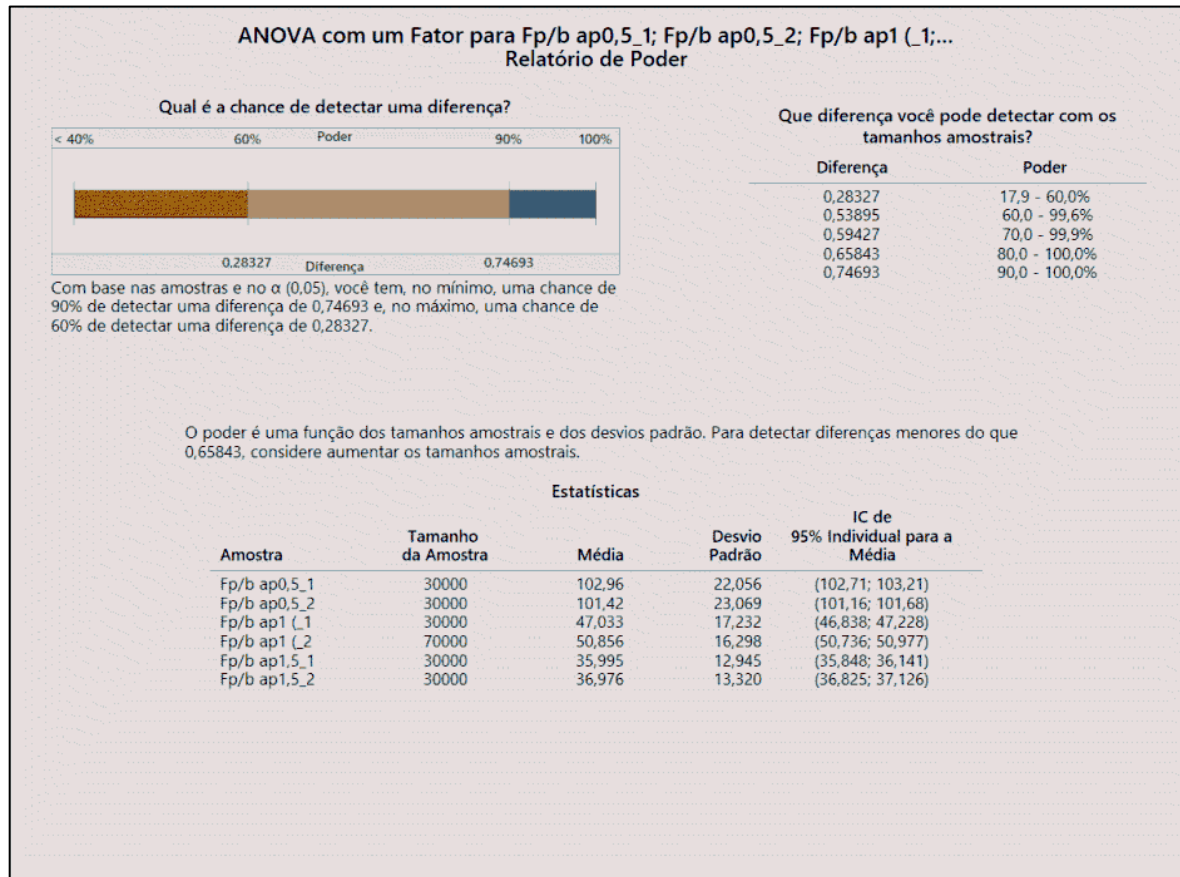 ANOVA com um Fator para Fp/b ap0,5_1; Fp/b ap0,5_2; Fp/b ap1 (_1;...
Relatório de Poder
Qual é a chance de detectar uma diferença?
< 40% 60% Poder 90% 100%
0,28327 Diferença 0,74693
Com base nas amostras e no α (0,05), você tem, no mínimo, uma chance de
90% de detectar uma diferença de 0,74693 e, no máximo, uma chance de
60% de detectar uma diferença de 0,28327.
Que diferença você pode detectar com os
tamanhos amostrais?
Diferença Poder
0,28327 17,9 - 60,0%
0,53895 60,0 - 99,6%
0,59427 70,0 - 99,9%
0,65843 80,0 - 100,0%
0,74693 90,0 - 100,0%
O poder é uma função dos tamanhos amostrais e dos desvios padrão. Para detectar diferenças menores do que
0,65843, considere aumentar os tamanhos amostrais.
Estatísticas
IC de
Tamanho Desvio 95% Individual para a
Amostra da Amostra Média Padrão Média
Fp/b ap0,5_1 30000 102,96 22,056 (102,71; 103,21)
Fp/b ap0,5_2 30000 101,42 23,069 (101,16; 101,68)
Fp/b ap1 (_1 30000 47,033 17,232 (46,838; 47,228)
Fp/b ap1 (_2 70000 50,856 16,298 (50,736; 50,977)
Fp/b ap1,5_1 30000 35,995 12,945 (35,848; 36,141)
Fp/b ap1,5_2 30000 36,976 13,320 (36,825; 37,126)